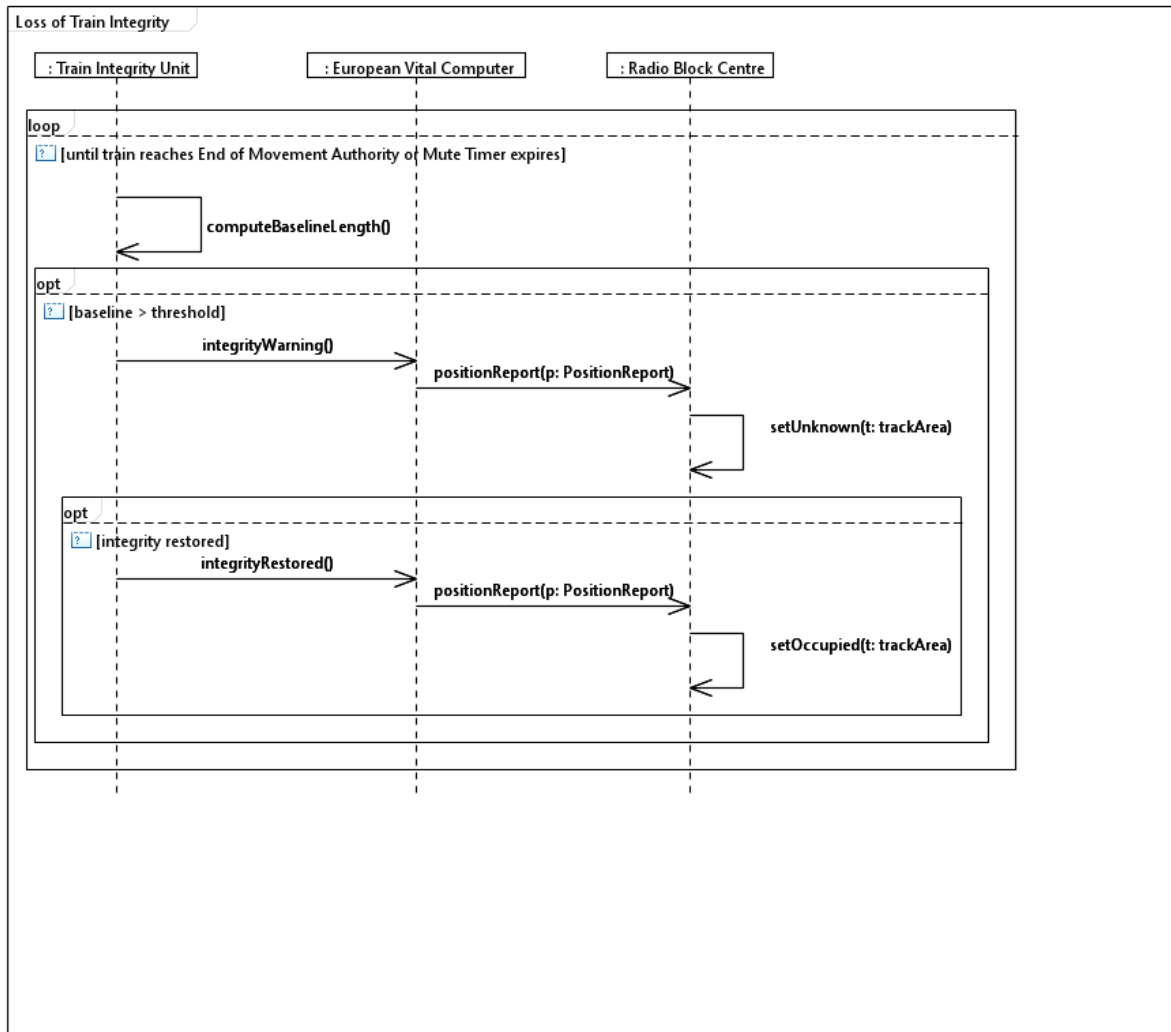 Loss of Train Integrity
: Train Integrity Unit
: European Vital Computer
: Radio Block Centre
loop
? [until train reaches End of Movement Authority or Mute Timer expires]
computeBaselineLength()
opt
? [baseline > threshold]
integrityWarning()
positionReport(p: PositionReport)
setUnknown(t: trackArea)
opt
? [integrity restored]
integrityRestored()
positionReport(p: PositionReport)
setOccupied(t: trackArea)